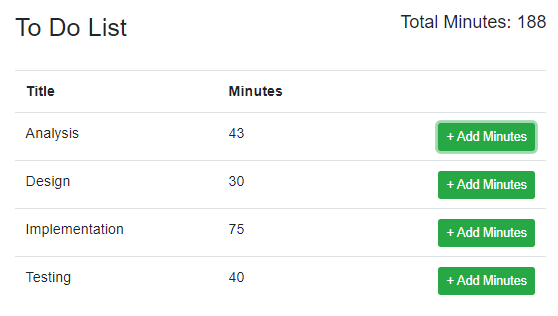 To Do List
Total Minutes: 188
Title Minutes
Analysis 43 + Add Minutes
Design 30 + Add Minutes
Implementation 75 + Add Minutes
Testing 40 + Add Minutes